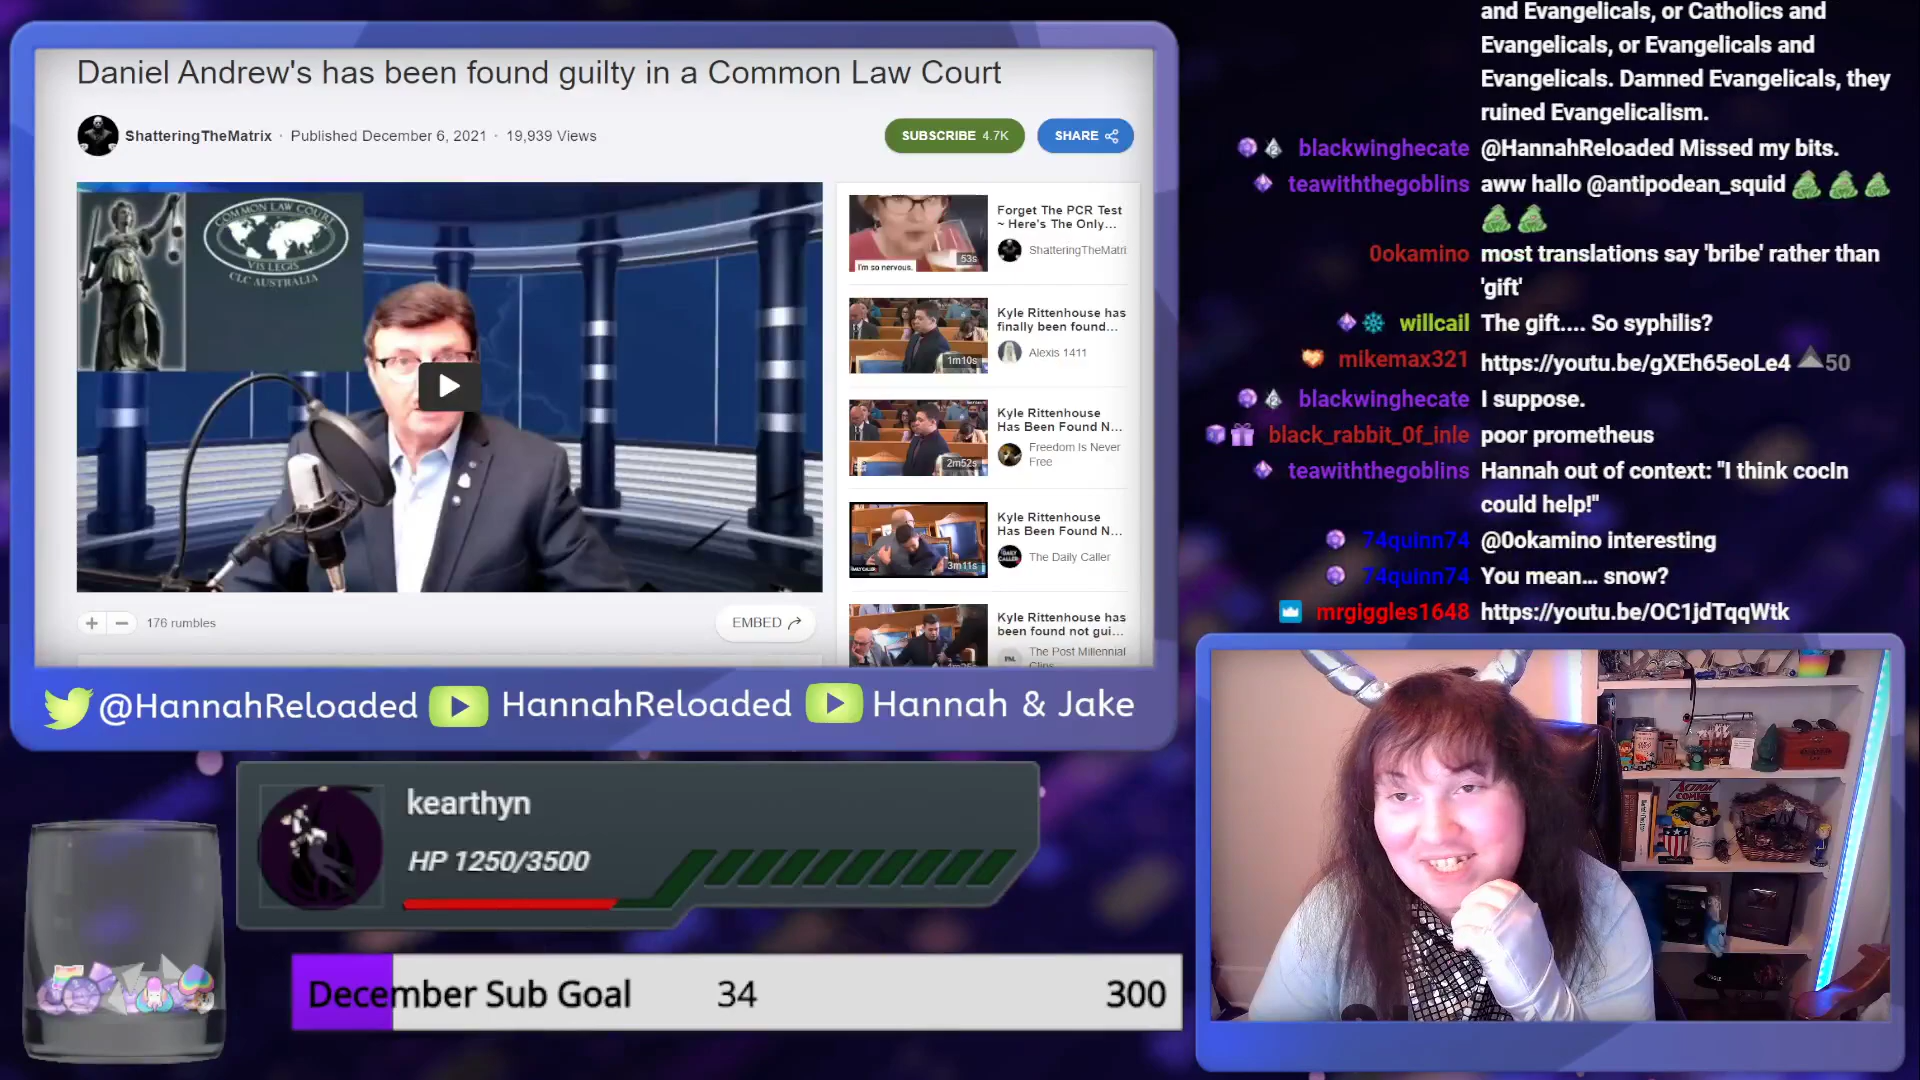 Daniel Andrew's has been found guilty in a Common Law Court
ShatteringTheMatrix · Published December 6, 2021 · 19,939 Views
SUBSCRIBE 4.7K
SHARE
COMMON LAW COURT
VIS LEGIS
CLC AUSTRALIA
176 rumbles
EMBED
I'm so nervous.
53s
Forget The PCR Test
~ Here's The Only...
ShatteringTheMatri
1m10s
Kyle Rittenhouse has
finally been found...
Alexis 1411
2m52s
Kyle Rittenhouse
Has Been Found N...
Freedom Is Never
Free
3m11s
Kyle Rittenhouse
Has Been Found N...
The Daily Caller
Kyle Rittenhouse has
been found not gui...
The Post Millennial
Clips
@HannahReloaded
HannahReloaded
Hannah & Jake
kearthyn
HP 1250/3500
December Sub Goal 34 300
and Evangelicals, or Catholics and
Evangelicals, or Evangelicals and
Evangelicals. Damned Evangelicals, they
ruined Evangelicalism.
blackwinghecate @HannahReloaded Missed my bits.
teawiththegoblins aww hallo @antipodean_squid
0okamino most translations say 'bribe' rather than
'gift'
willcail The gift.... So syphilis?
mikemax321 https://youtu.be/gXEh65eoLe4 50
blackwinghecate I suppose.
black_rabbit_0f_inle poor prometheus
teawiththegoblins Hannah out of context: "I think cocIn
could help!"
74quinn74 @0okamino interesting
74quinn74 You mean... snow?
mrgiggles1648 https://youtu.be/OC1jdTqqWtk
ACTION
COMICS